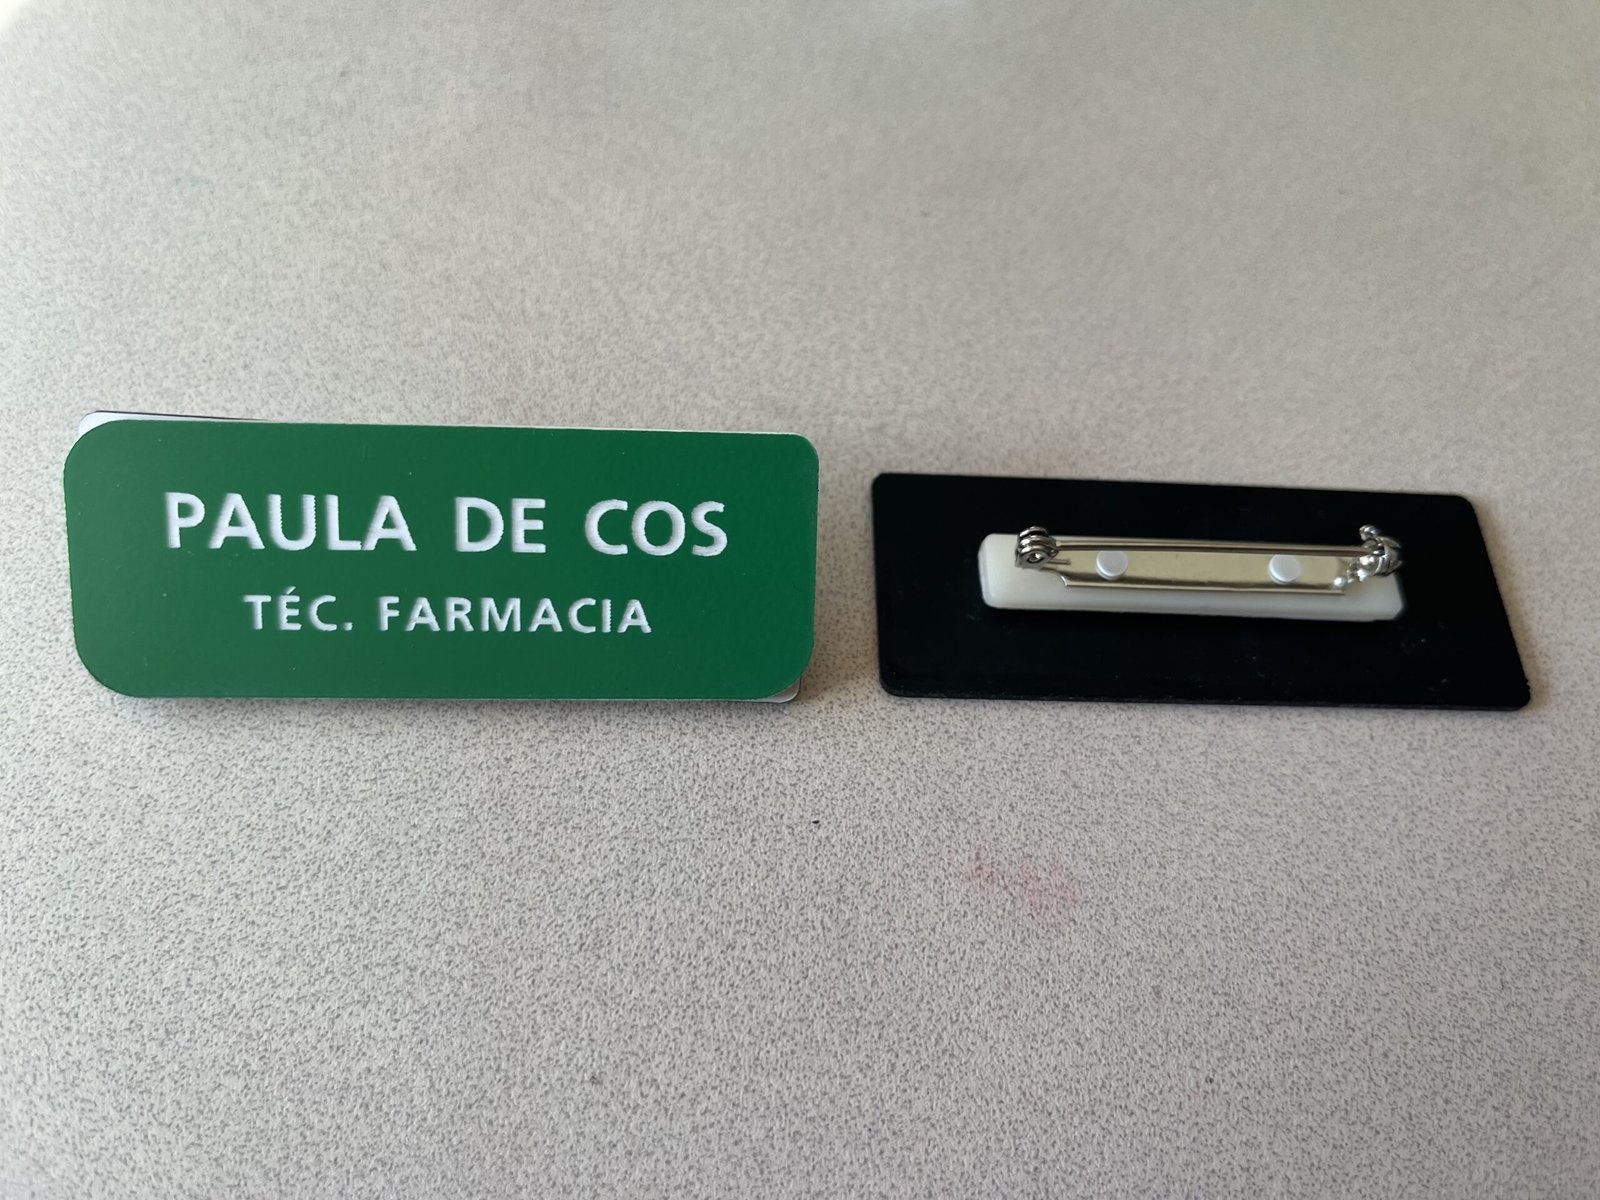 PAULA DE COS
TÉC. FARMACIA